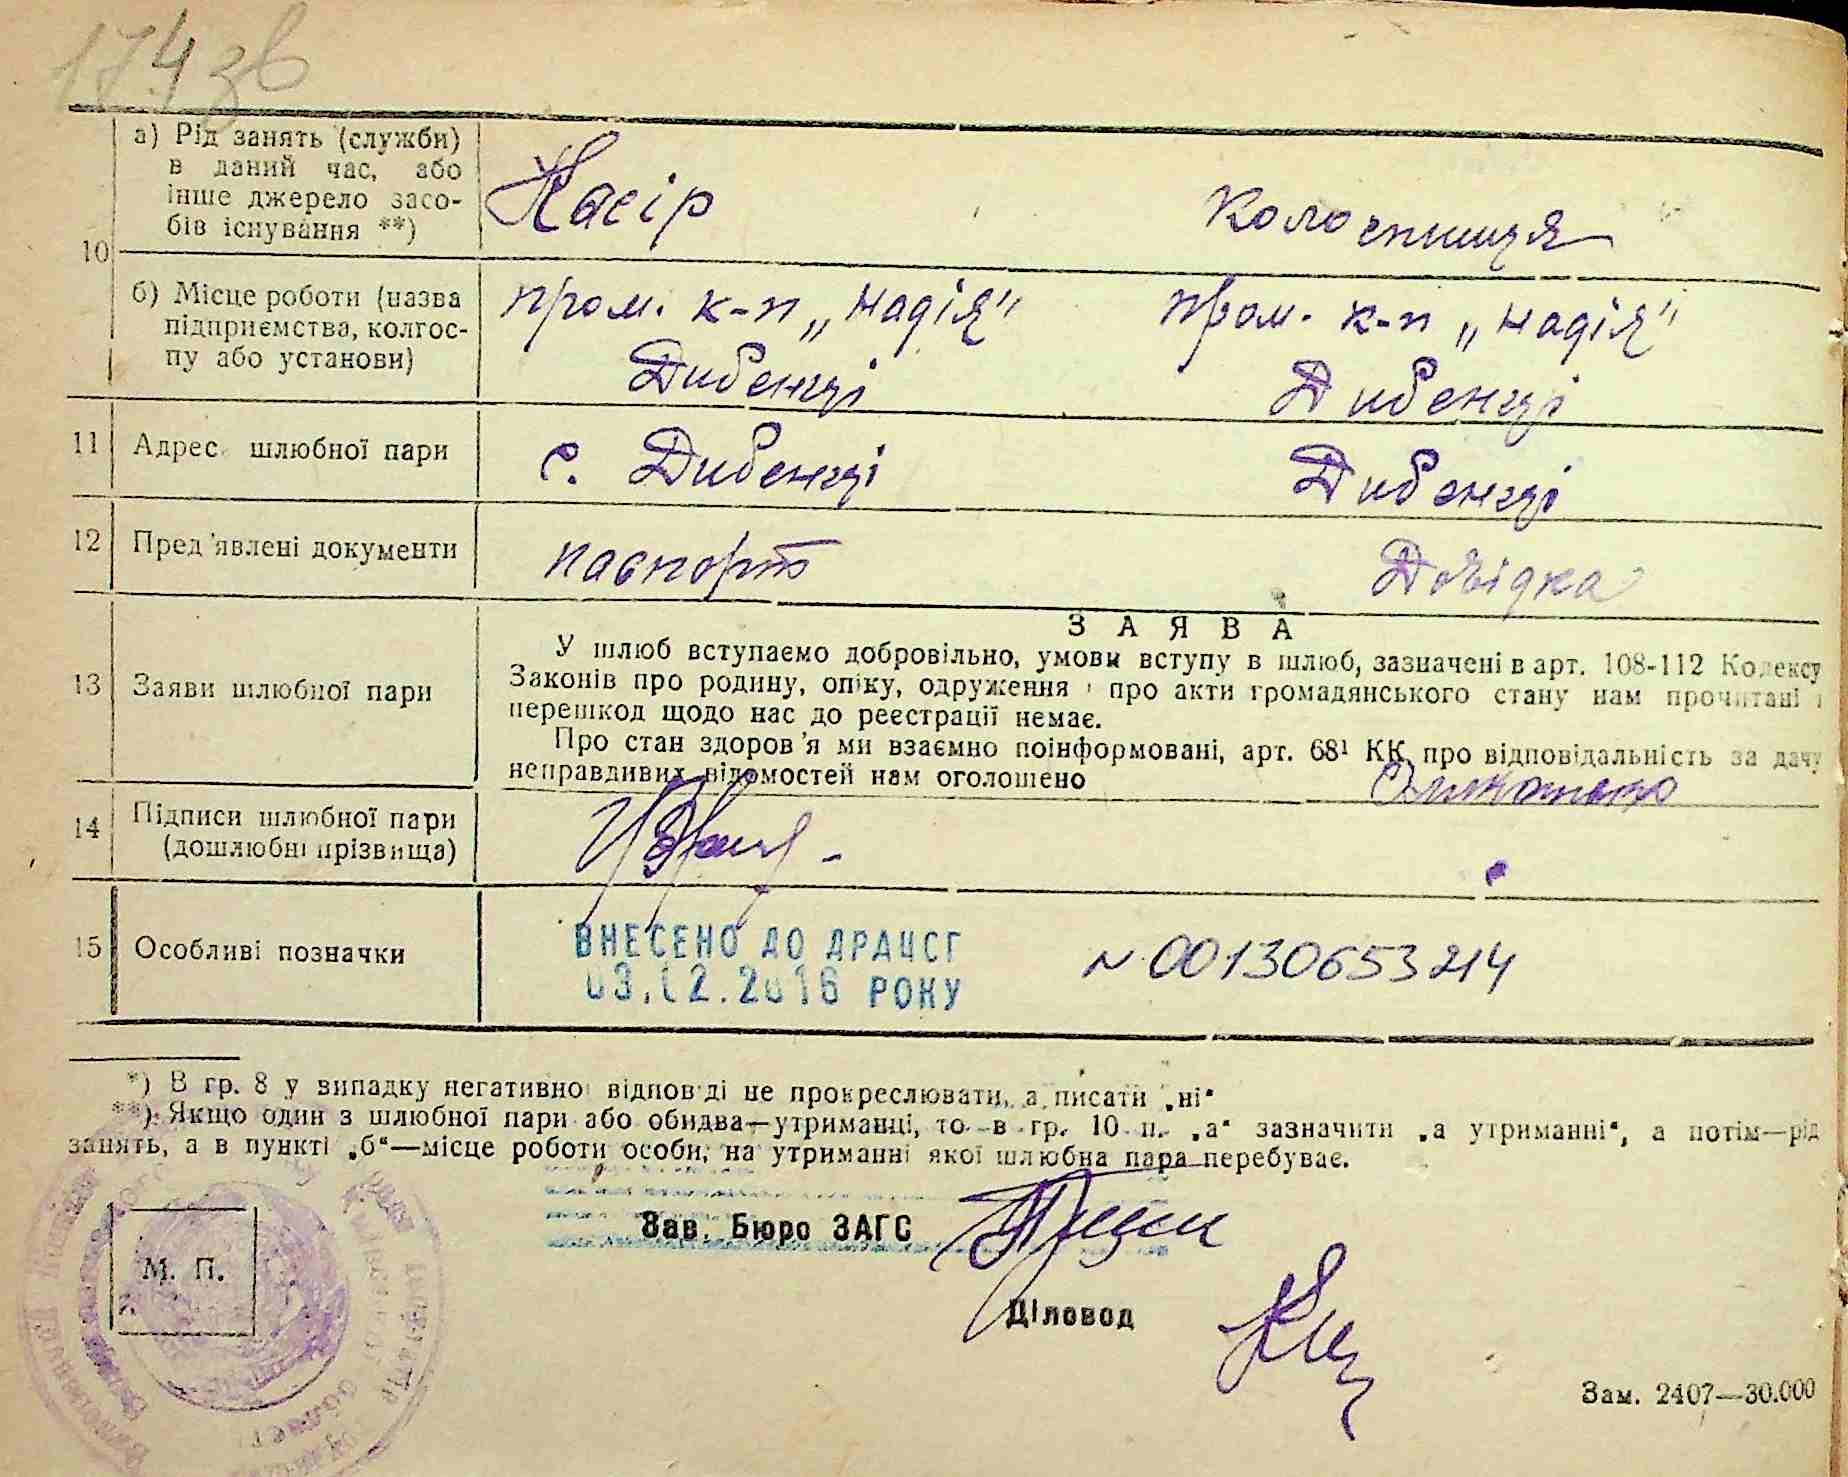 174 зв
10
а) Рід занять (служби)
в даний час, або
інше джерело засо-
бів існування **)
Касір
колоспниця
б) Місце роботи (назва
підприємства, колгос-
пу або установи)
пром. к-п „Надія"
Дибенці
пром. к-п „Надія"
Дибенці
11
Адрес шлюбної пари
с. Дибенці
Дибенці
12
Пред'явлені документи
паспорт
Довідка
13
Заяви шлюбної пари
ЗАЯВА
У шлюб вступаємо добровільно, умови вступу в шлюб, зазначені в арт. 108-112 Кодексу
Законів про родину, опіку, одруження і про акти громадянського стану нам прочитані і
перешкод щодо нас до реєстрації немає.
Про стан здоров'я ми взаємно поінформовані, арт. 68¹ КК про відповідальність за дачу
неправдивих відомостей нам оголошено
14
Підписи шлюбної пари
(дошлюбні прізвища)
15
Особливі позначки
ВНЕСЕНО ДО ДРАЦСГ
03.12.2016 РОКУ
N 00130653214
*) В гр. 8 у випадку негативної відповіді не прокреслювати, а писати „ні“
**) Якщо один з шлюбної пари або обидва—утриманці, то в гр. 10 п. „а“ зазначити „а утриманні“, а потім—рід
занять, а в пункті „б“—місце роботи особи, на утриманні якої шлюбна пара перебуває.
М. П.
Зав. Бюро ЗАГС
Діловод
Зам. 2407—30.000